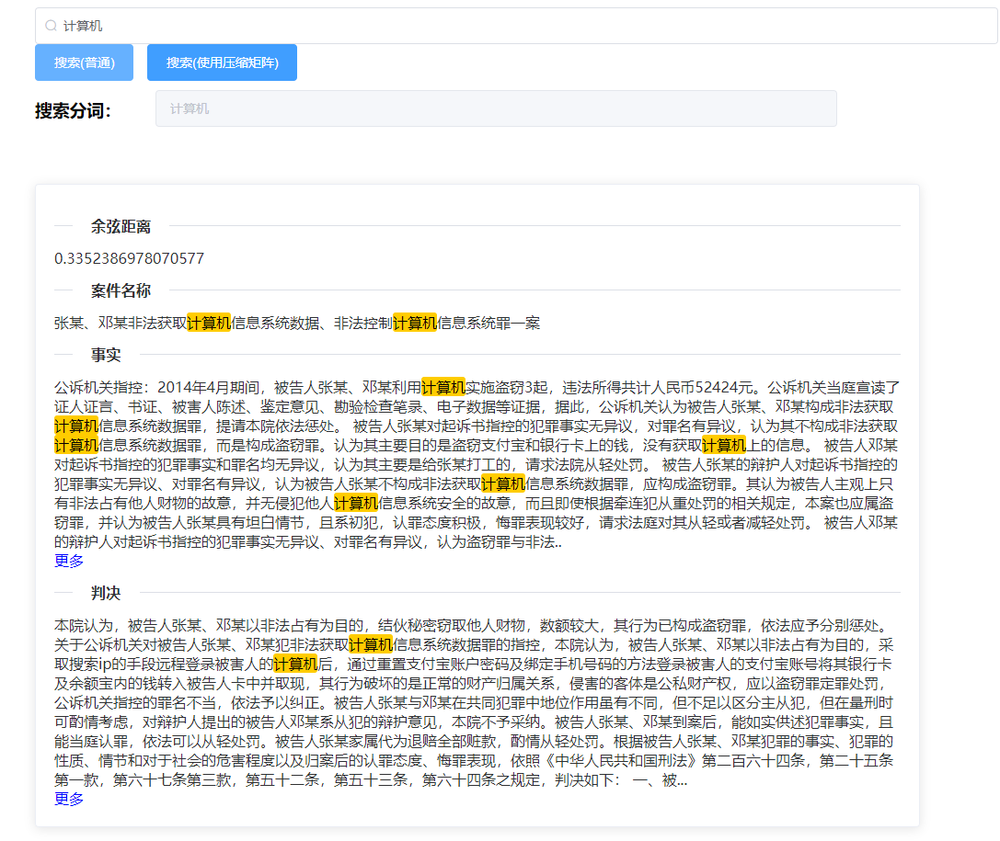 计算机
搜索(普通) 搜索(使用压缩矩阵)
搜索分词： 计算机
余弦距离
0.3352386978070577
案件名称
张某、邓某非法获取计算机信息系统数据、非法控制计算机信息系统罪一案
事实
公诉机关指控：2014年4月期间，被告人张某、邓某利用计算机实施盗窃3起，违法所得共计人民币52424元。公诉机关当庭宣读了
证人证言、书证、被害人陈述、鉴定意见、勘验检查笔录、电子数据等证据，据此，公诉机关认为被告人张某、邓某构成非法获取
计算机信息系统数据罪，提请本院依法惩处。 被告人张某对起诉书指控的犯罪事实无异议，对罪名有异议，认为其不构成非法获取
计算机信息系统数据罪，而是构成盗窃罪。认为其主要目的是盗窃支付宝和银行卡上的钱，没有获取计算机上的信息。 被告人邓某
对起诉书指控的犯罪事实和罪名均无异议，认为其主要是给张某打工的，请求法院从轻处罚。 被告人张某的辩护人对起诉书指控的
犯罪事实无异议、对罪名有异议，认为被告人张某不构成非法获取计算机信息系统数据罪，应构成盗窃罪。其认为被告人主观上只
有非法占有他人财物的故意，并无侵犯他人计算机信息系统安全的故意，而且即使根据牵连犯从重处罚的相关规定，本案也应属盗
窃罪，并认为被告人张某具有坦白情节，且系初犯，认罪态度积极，悔罪表现较好，请求法庭对其从轻或者减轻处罚。 被告人邓某
的辩护人对起诉书指控的犯罪事实无异议、对罪名有异议，认为盗窃罪与非法..
更多
判决
本院认为，被告人张某、邓某以非法占有为目的，结伙秘密窃取他人财物，数额较大，其行为已构成盗窃罪，依法应予分别惩处。
关于公诉机关对被告人张某、邓某犯非法获取计算机信息系统数据罪的指控，本院认为，被告人张某、邓某以非法占有为目的，采
取搜索ip的手段远程登录被害人的计算机后，通过重置支付宝账户密码及绑定手机号码的方法登录被害人的支付宝账号将其银行卡
及余额宝内的钱转入被告人卡中并取现，其行为破坏的是正常的财产归属关系，侵害的客体是公私财产权，应以盗窃罪定罪处罚，
公诉机关指控的罪名不当，依法予以纠正。被告人张某与邓某在共同犯罪中地位作用虽有不同，但不足以区分主从犯，但在量刑时
可酌情考虑，对辩护人提出的被告人邓某系从犯的辩护意见，本院不予采纳。被告人张某、邓某到案后，能如实供述犯罪事实，且
能当庭认罪，依法可以从轻处罚。被告人张某家属代为退赔全部赃款，酌情从轻处罚。根据被告人张某、邓某犯罪的事实、犯罪的
性质、情节和对于社会的危害程度以及归案后的认罪态度、悔罪表现，依照《中华人民共和国刑法》第二百六十四条，第二十五条
第一款，第六十七条第三款，第五十二条，第五十三条，第六十四条之规定，判决如下： 一、被...
更多